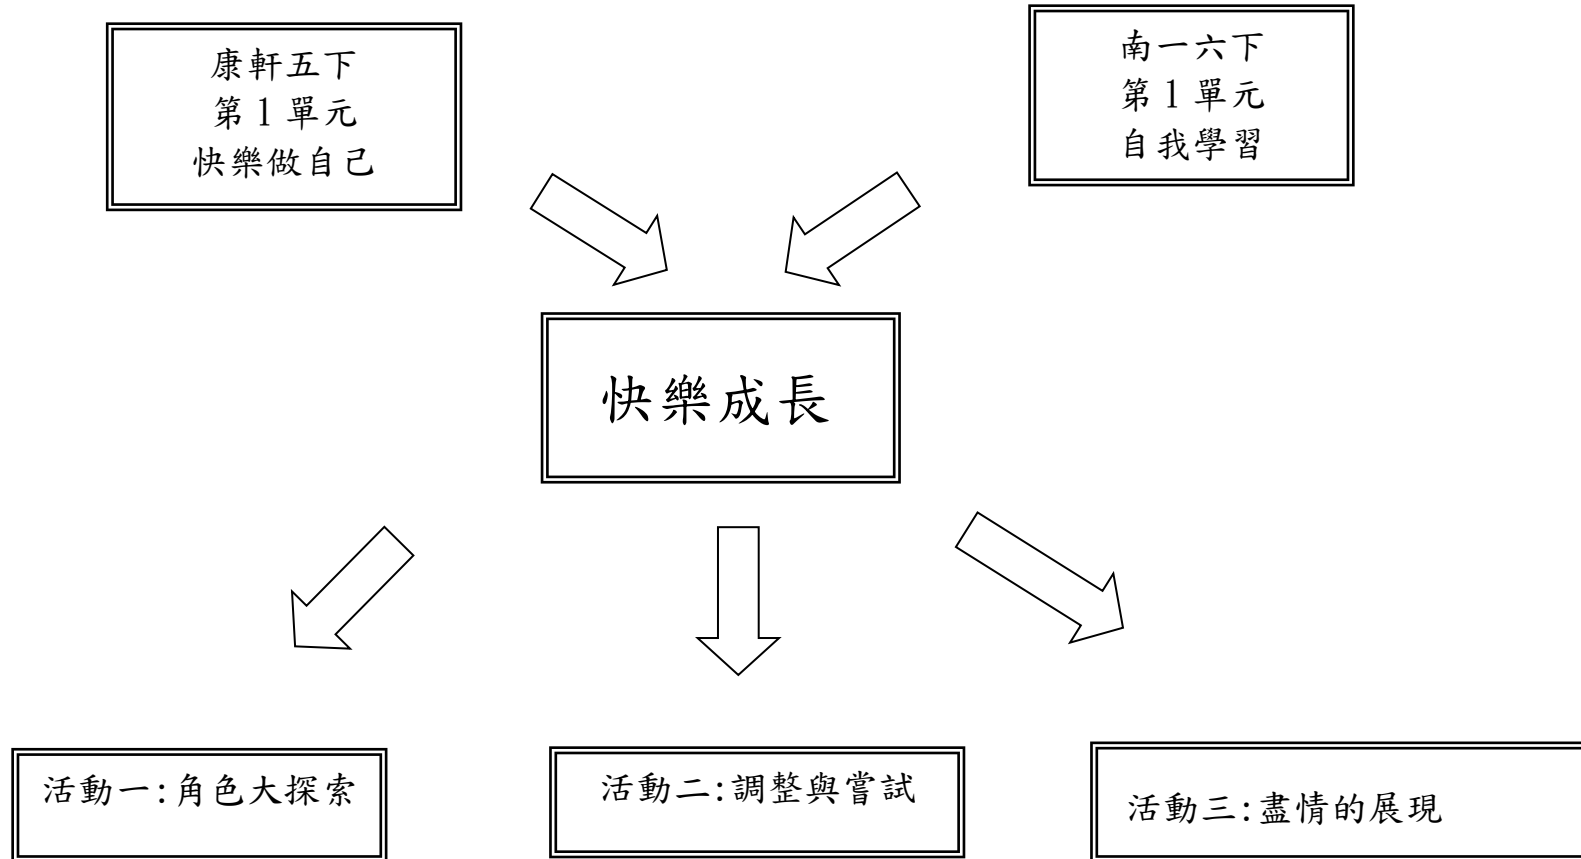 康軒五下
第1單元
快樂做自己
南一六下
第1單元
自我學習
快樂成長
活動一:角色大探索
活動二:調整與嘗試
活動三:盡情的展現